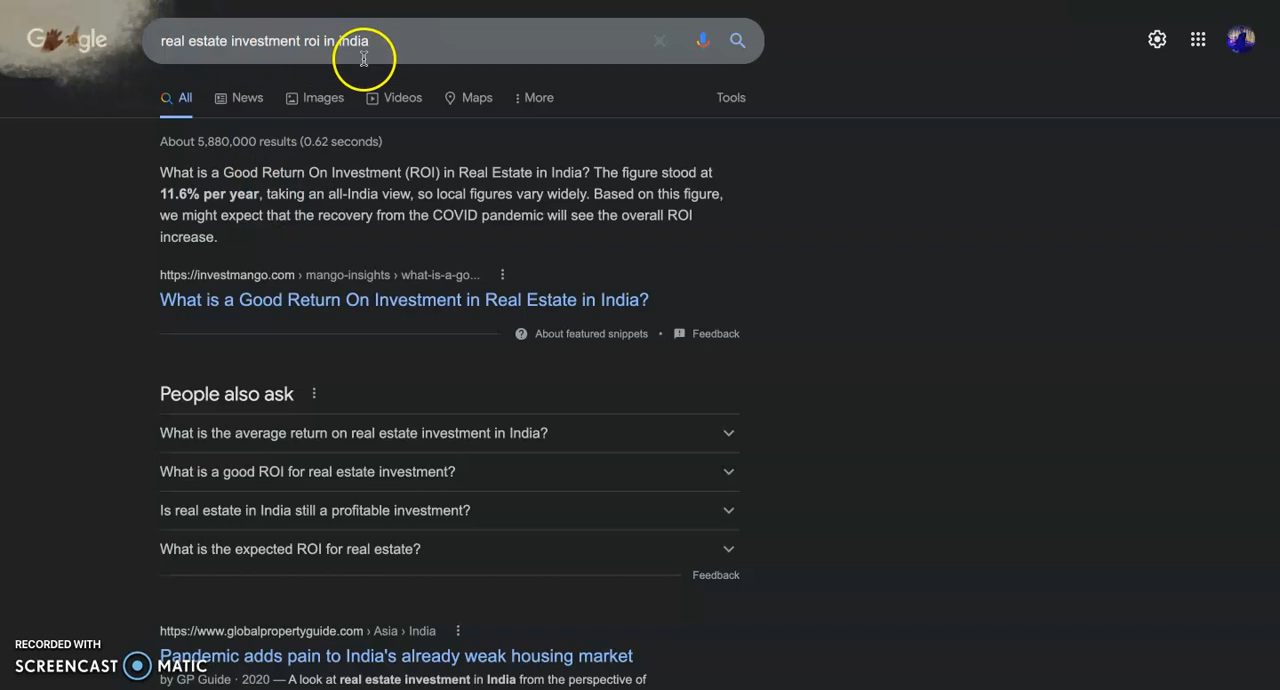 Google
real estate investment roi in India
All News Images Videos Maps More Tools
About 5,880,000 results (0.62 seconds)
What is a Good Return On Investment (ROI) in Real Estate in India? The figure stood at
11.6% per year, taking an all-India view, so local figures vary widely. Based on this figure,
we might expect that the recovery from the COVID pandemic will see the overall ROI
increase.
https://investmango.com › mango-insights › what-is-a-go...
What is a Good Return On Investment in Real Estate in India?
About featured snippets • Feedback
People also ask
What is the average return on real estate investment in India?
What is a good ROI for real estate investment?
Is real estate in India still a profitable investment?
What is the expected ROI for real estate?
Feedback
https://www.globalpropertyguide.com › Asia › India
Pandemic adds pain to India's already weak housing market
by GP Guide · 2020 — A look at real estate investment in India from the perspective of
RECORDED WITH
SCREENCAST MATIC